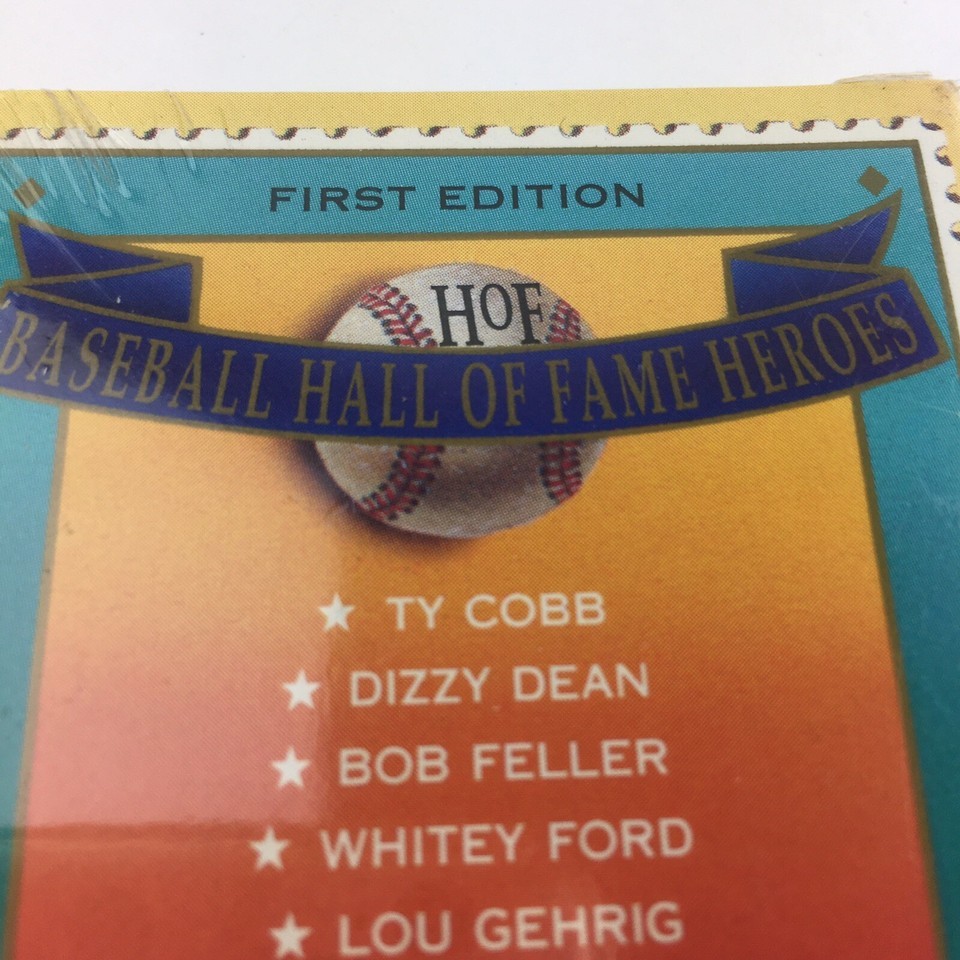 FIRST EDITION
HOF
BASEBALL HALL OF FAME HEROES
★ TY COBB
★ DIZZY DEAN
★ BOB FELLER
★ WHITEY FORD
★ LOU GEHRIG